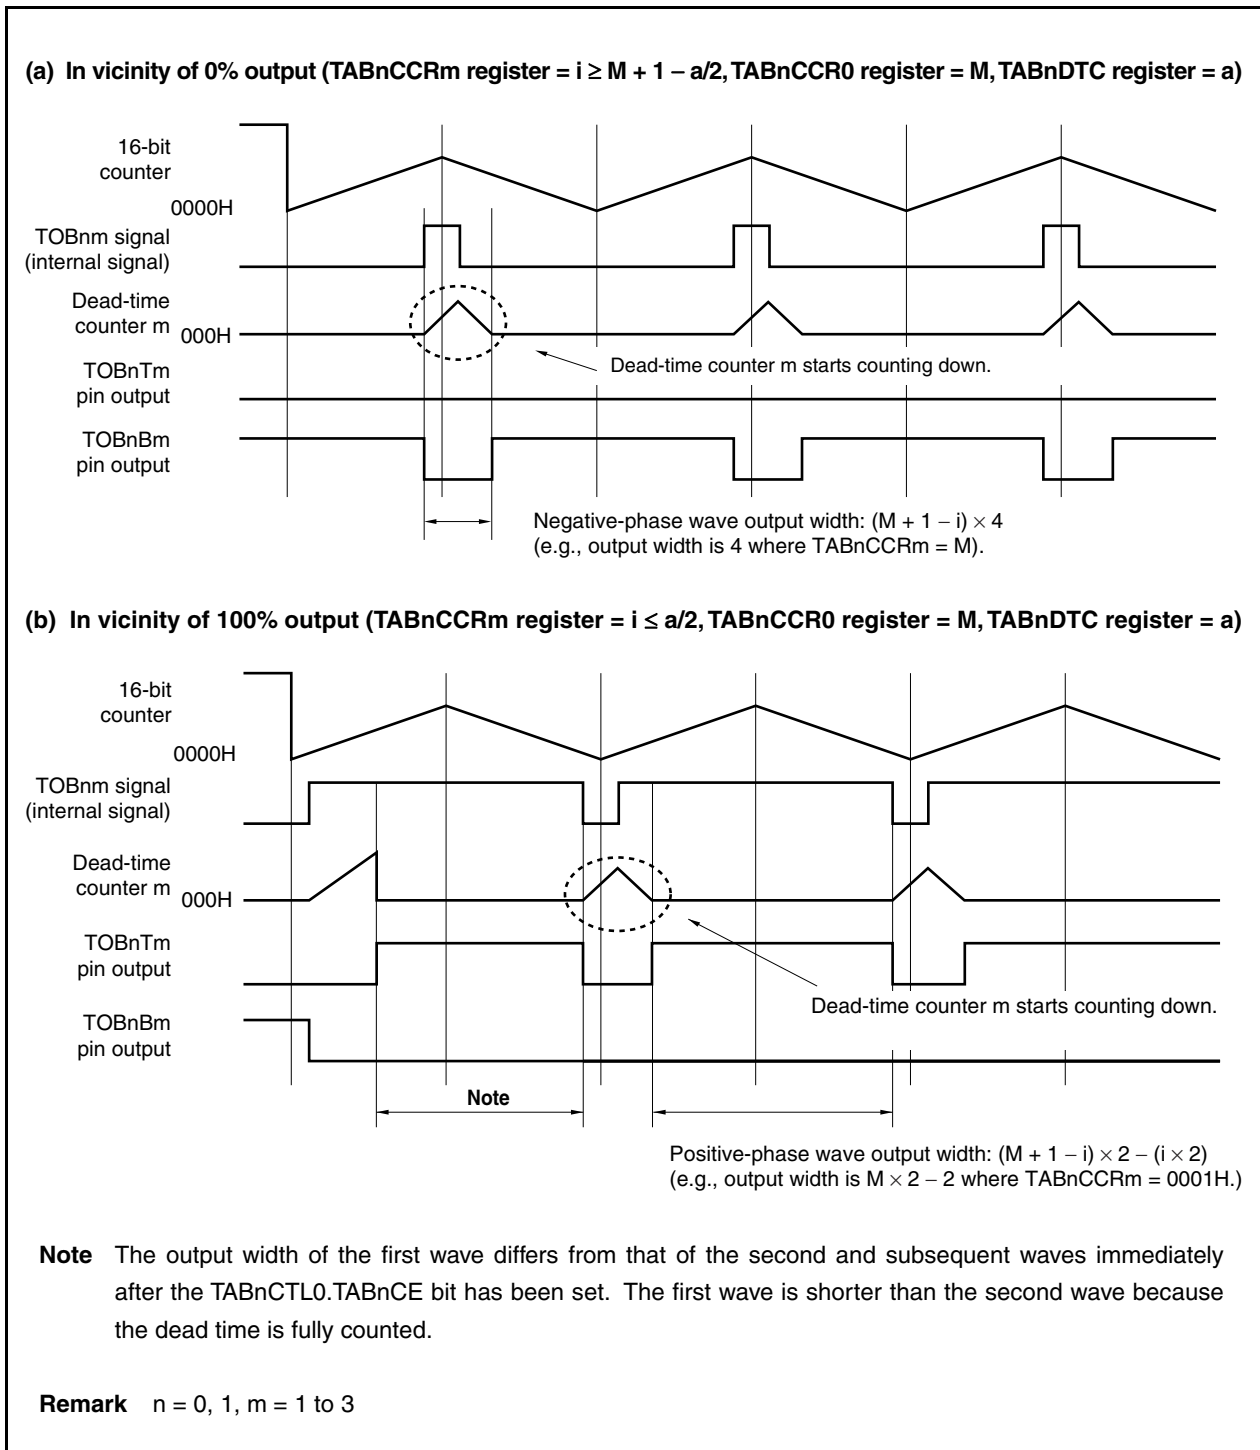 (a) In vicinity of 0% output (TABnCCRm register = i ≥ M + 1 – a/2, TABnCCR0 register = M, TABnDTC register = a)
16-bit
counter
0000H
TOBnm signal
(internal signal)
Dead-time
counter m
000H
Dead-time counter m starts counting down.
TOBnTm
pin output
TOBnBm
pin output
Negative-phase wave output width: (M + 1 – i) × 4
(e.g., output width is 4 where TABnCCRm = M).
(b) In vicinity of 100% output (TABnCCRm register = i ≤ a/2, TABnCCR0 register = M, TABnDTC register = a)
16-bit
counter
0000H
TOBnm signal
(internal signal)
Dead-time
counter m
000H
TOBnTm
pin output
Dead-time counter m starts counting down.
TOBnBm
pin output
Note
Positive-phase wave output width: (M + 1 – i) × 2 – (i × 2)
(e.g., output width is M × 2 – 2 where TABnCCRm = 0001H.)
Note The output width of the first wave differs from that of the second and subsequent waves immediately
after the TABnCTL0.TABnCE bit has been set. The first wave is shorter than the second wave because
the dead time is fully counted.
Remark n = 0, 1, m = 1 to 3